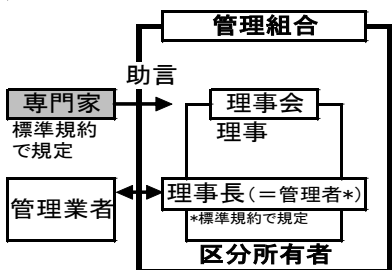 管理組合
助言
専門家
標準規約
で規定
理事会
理事
管理業者
理事長(=管理者*)
*標準規約で規定
区分所有者